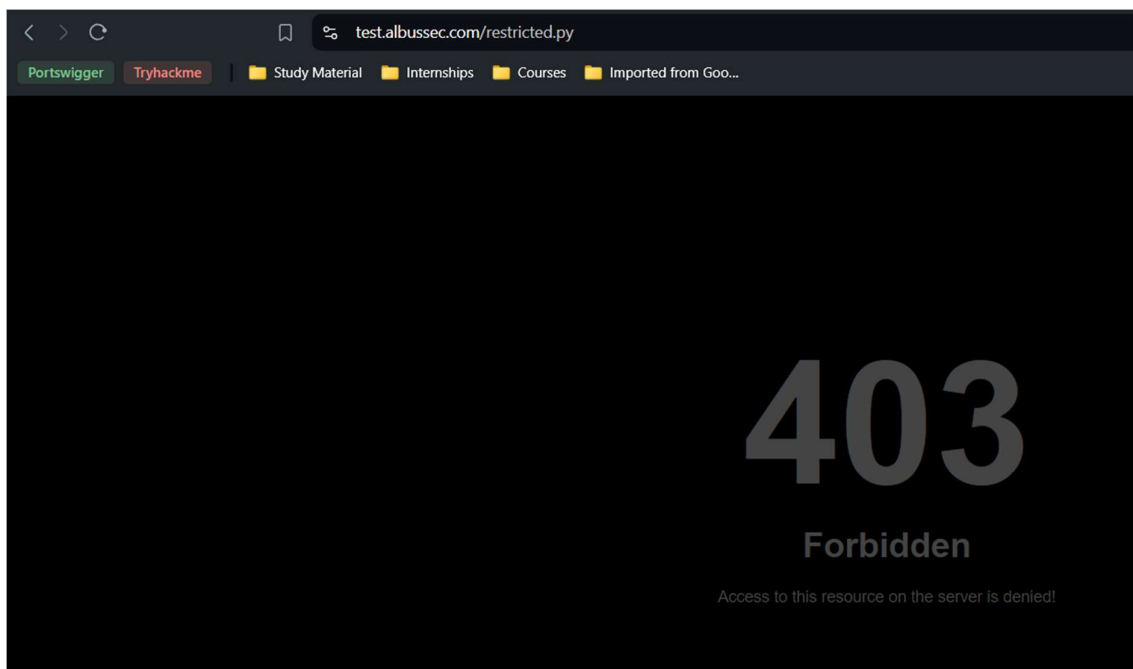 test.albussec.com/restricted.py
Portswigger Tryhackme Study Material Internships Courses Imported from Goo...
403
Forbidden
Access to this resource on the server is denied!